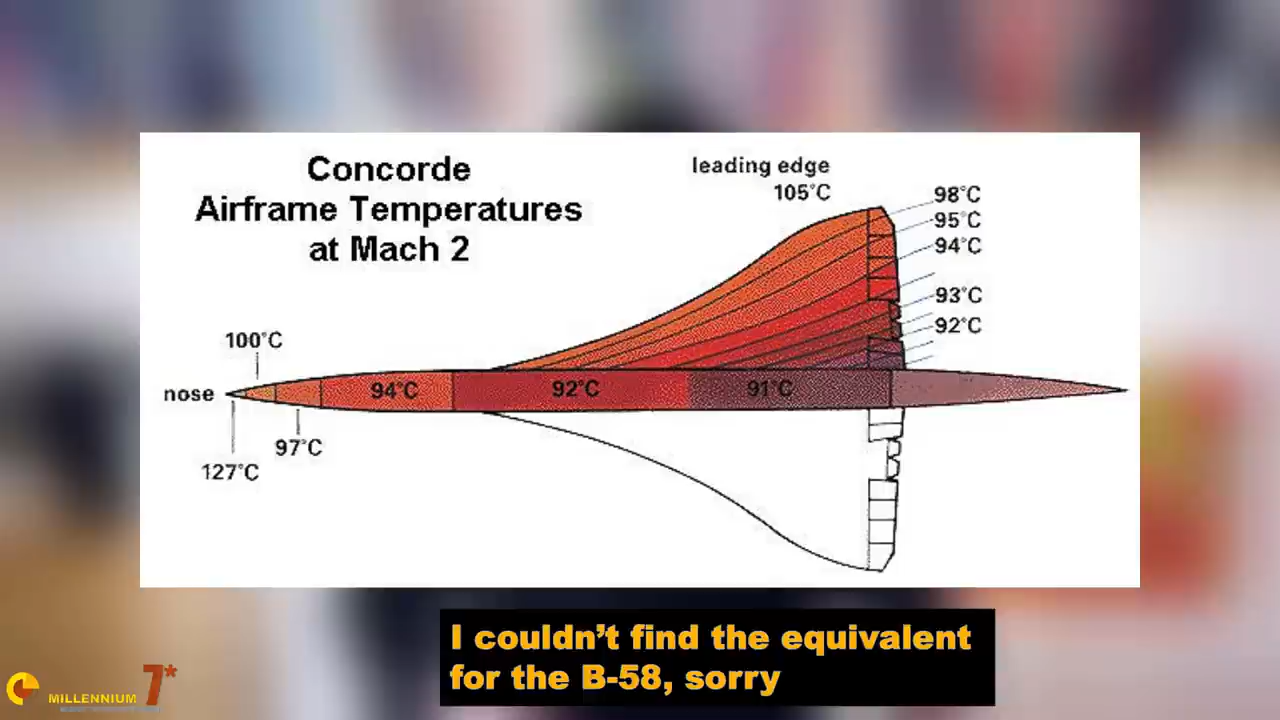 Concorde
Airframe Temperatures
at Mach 2
leading edge
105°C
98°C
95°C
94°C
93°C
92°C
100°C
nose
94°C
92°C
91°C
97°C
127°C
I couldn't find the equivalent
for the B-58, sorry
MILLENNIUM 7*